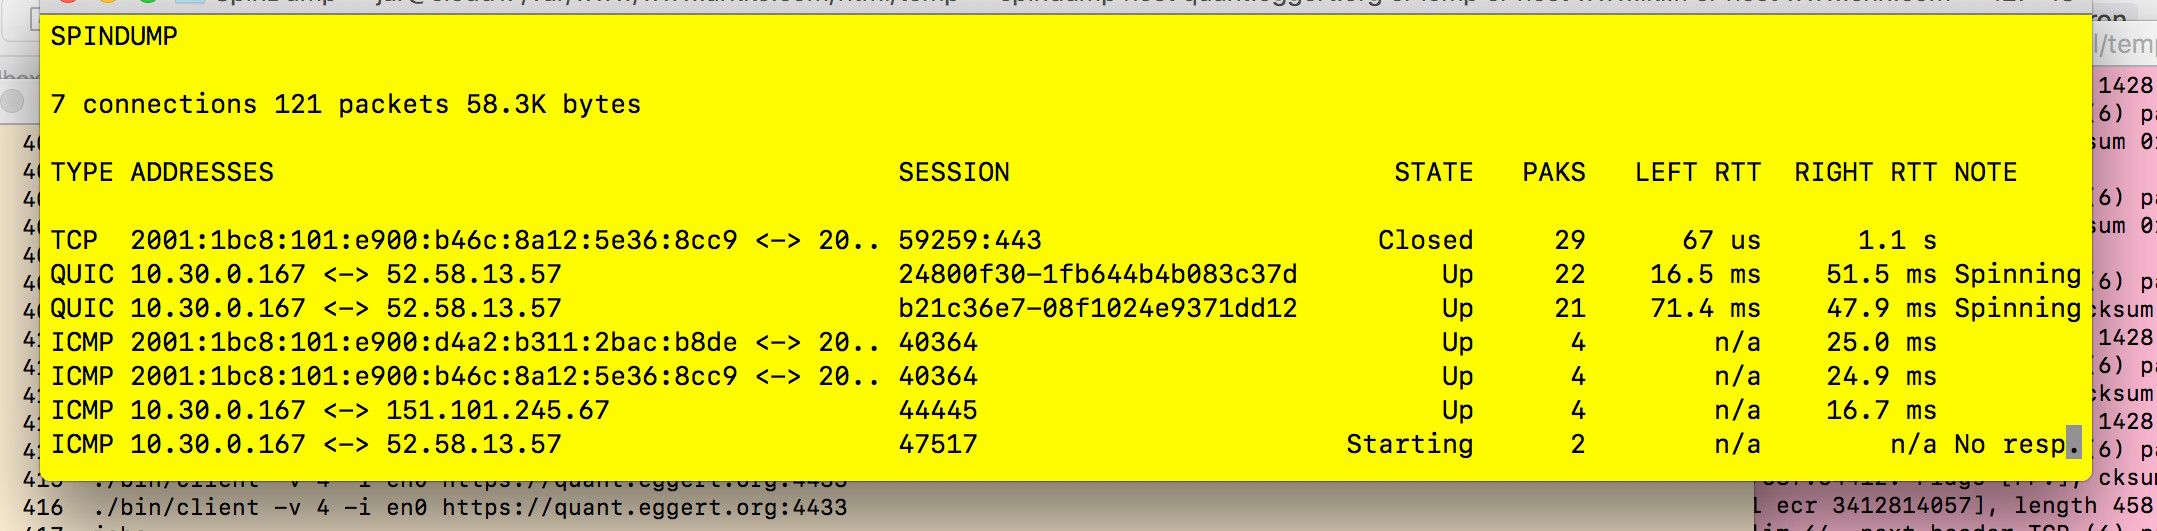 SPINDUMP
7 connections 121 packets 58.3K bytes
TYPE ADDRESSES SESSION STATE PAKS LEFT RTT RIGHT RTT NOTE
TCP 2001:1bc8:101:e900:b46c:8a12:5e36:8cc9 <-> 20.. 59259:443 Closed 29 67 us 1.1 s
QUIC 10.30.0.167 <-> 52.58.13.57 24800f30-1fb644b4b083c37d Up 22 16.5 ms 51.5 ms Spinning
QUIC 10.30.0.167 <-> 52.58.13.57 b21c36e7-08f1024e9371dd12 Up 21 71.4 ms 47.9 ms Spinning
ICMP 2001:1bc8:101:e900:d4a2:b311:2bac:b8de <-> 20.. 40364 Up 4 n/a 25.0 ms
ICMP 2001:1bc8:101:e900:b46c:8a12:5e36:8cc9 <-> 20.. 40364 Up 4 n/a 24.9 ms
ICMP 10.30.0.167 <-> 151.101.245.67 44445 Up 4 n/a 16.7 ms
ICMP 10.30.0.167 <-> 52.58.13.57 47517 Starting 2 n/a n/a No resp.
416 ./bin/client -v 4 -i en0 https://quant.eggert.org:4433
ecr 3412814057], length 458